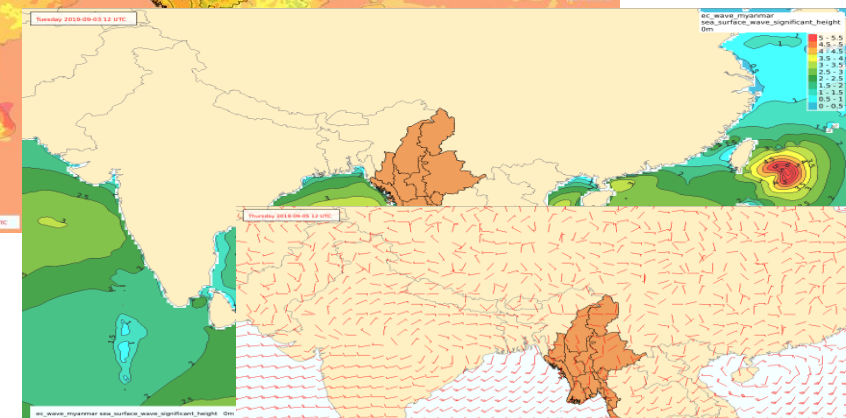 Tuesday 2019-09-03 12 UTC
ec_wave_myanmar
sea_surface_wave_significant_height
0m
5 - 5.5
4.5 - 5
4 - 4.5
3.5 - 4
3 - 3.5
2.5 - 3
2 - 2.5
1.5 - 2
1 - 1.5
0.5 - 1
0 - 0.5
UTC
Thursday 2019-09-05 12 UTC
ec_wave_myanmar sea_surface_wave_significant_height 0m